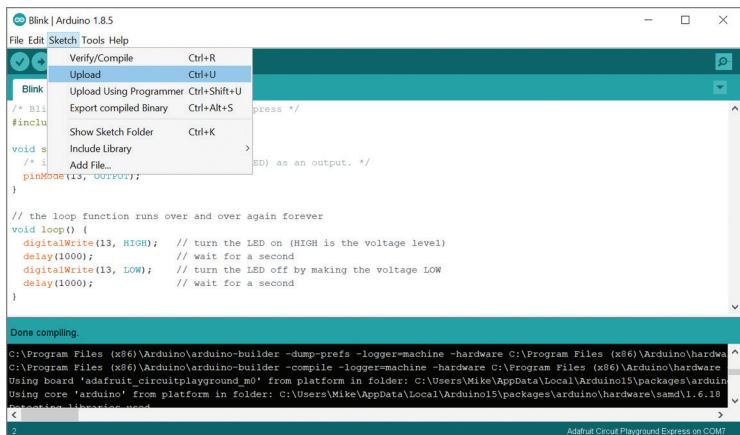 Blink | Arduino 1.8.5
File Edit Sketch Tools Help
Verify/Compile Ctrl+R
Upload Ctrl+U
Upload Using Programmer Ctrl+Shift+U
Export compiled Binary Ctrl+Alt+S
Show Sketch Folder Ctrl+K
Include Library
Add File...
Blink
/* Bli press */
#inclu
void s
/* i ED) as an output. */
pinMode(13, OUTPUT);
}
// the loop function runs over and over again forever
void loop() {
digitalWrite(13, HIGH); // turn the LED on (HIGH is the voltage level)
delay(1000); // wait for a second
digitalWrite(13, LOW); // turn the LED off by making the voltage LOW
delay(1000); // wait for a second
}
Done compiling.
C:\Program Files (x86)\Arduino\arduino-builder -dump-prefs -logger=machine -hardware C:\Program Files (x86)\Arduino\hardwa
C:\Program Files (x86)\Arduino\arduino-builder -compile -logger=machine -hardware C:\Program Files (x86)\Arduino\hardware
Using board 'adafruit_circuitplayground_m0' from platform in folder: C:\Users\Mike\AppData\Local\Arduino15\packages\arduin
Using core 'arduino' from platform in folder: C:\Users\Mike\AppData\Local\Arduino15\packages\arduino\hardware\samd\1.6.18
Detecting libraries used
2 Adafruit Circuit Playground Express on COM7